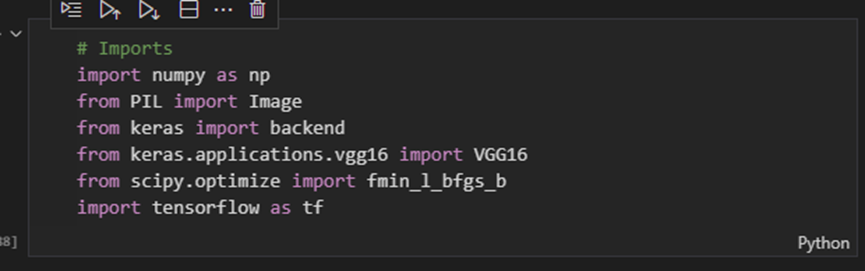 # Imports
import numpy as np
from PIL import Image
from keras import backend
from keras.applications.vgg16 import VGG16
from scipy.optimize import fmin_l_bfgs_b
import tensorflow as tf
Python